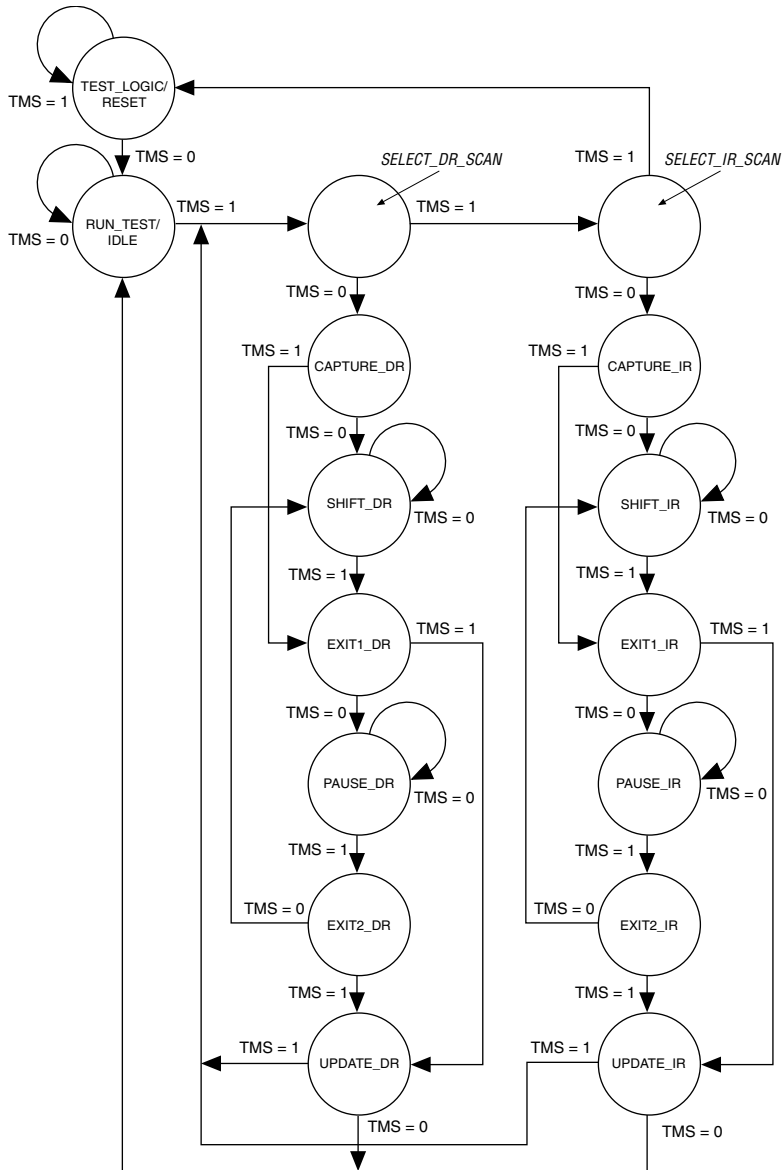 TEST_LOGIC/
RESET
TMS = 1
TMS = 0
SELECT_DR_SCAN
TMS = 1
SELECT_IR_SCAN
RUN_TEST/
IDLE
TMS = 0
TMS = 1
TMS = 1
TMS = 0
TMS = 0
TMS = 1
CAPTURE_DR
TMS = 1
CAPTURE_IR
TMS = 0
TMS = 0
SHIFT_DR
TMS = 0
SHIFT_IR
TMS = 0
TMS = 1
TMS = 1
EXIT1_DR
TMS = 1
EXIT1_IR
TMS = 1
TMS = 0
TMS = 0
PAUSE_DR
TMS = 0
PAUSE_IR
TMS = 0
TMS = 1
TMS = 1
TMS = 0
EXIT2_DR
TMS = 0
EXIT2_IR
TMS = 1
TMS = 1
TMS = 1
UPDATE_DR
TMS = 1
UPDATE_IR
TMS = 0
TMS = 0